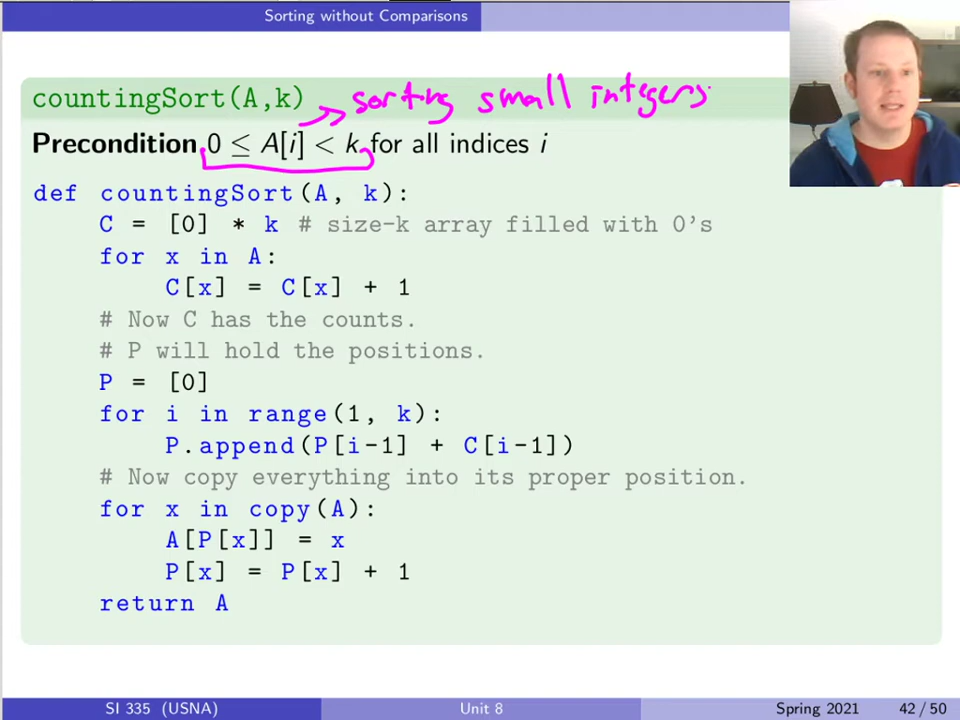 Sorting without Comparisons
countingSort(A,k) sorting small integers
Precondition 0 ≤ A[i] < k for all indices i
def countingSort(A, k):
    C = [0] * k # size-k array filled with 0's
    for x in A:
        C[x] = C[x] + 1
    # Now C has the counts.
    # P will hold the positions.
    P = [0]
    for i in range(1, k):
        P.append(P[i-1] + C[i-1])
    # Now copy everything into its proper position.
    for x in copy(A):
        A[P[x]] = x
        P[x] = P[x] + 1
    return A
SI 335 (USNA) Unit 8 Spring 2021 42 / 50